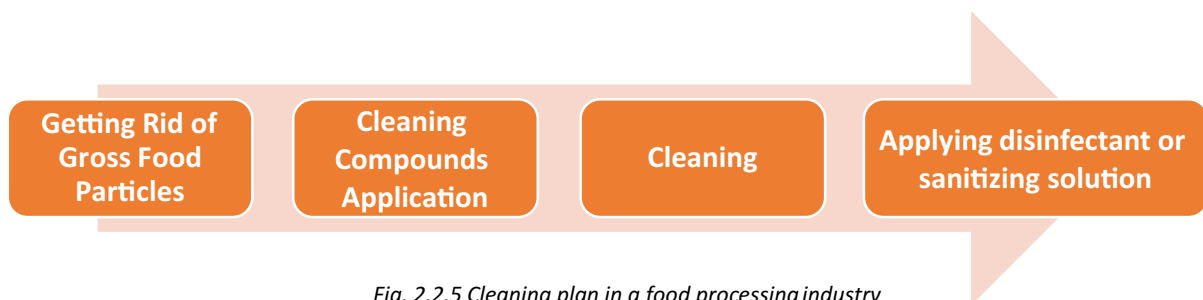 Getting Rid of
Gross Food
Particles
Cleaning
Compounds
Application
Cleaning
Applying disinfectant or
sanitizing solution
Fig. 2.2.5 Cleaning plan in a food processing industry